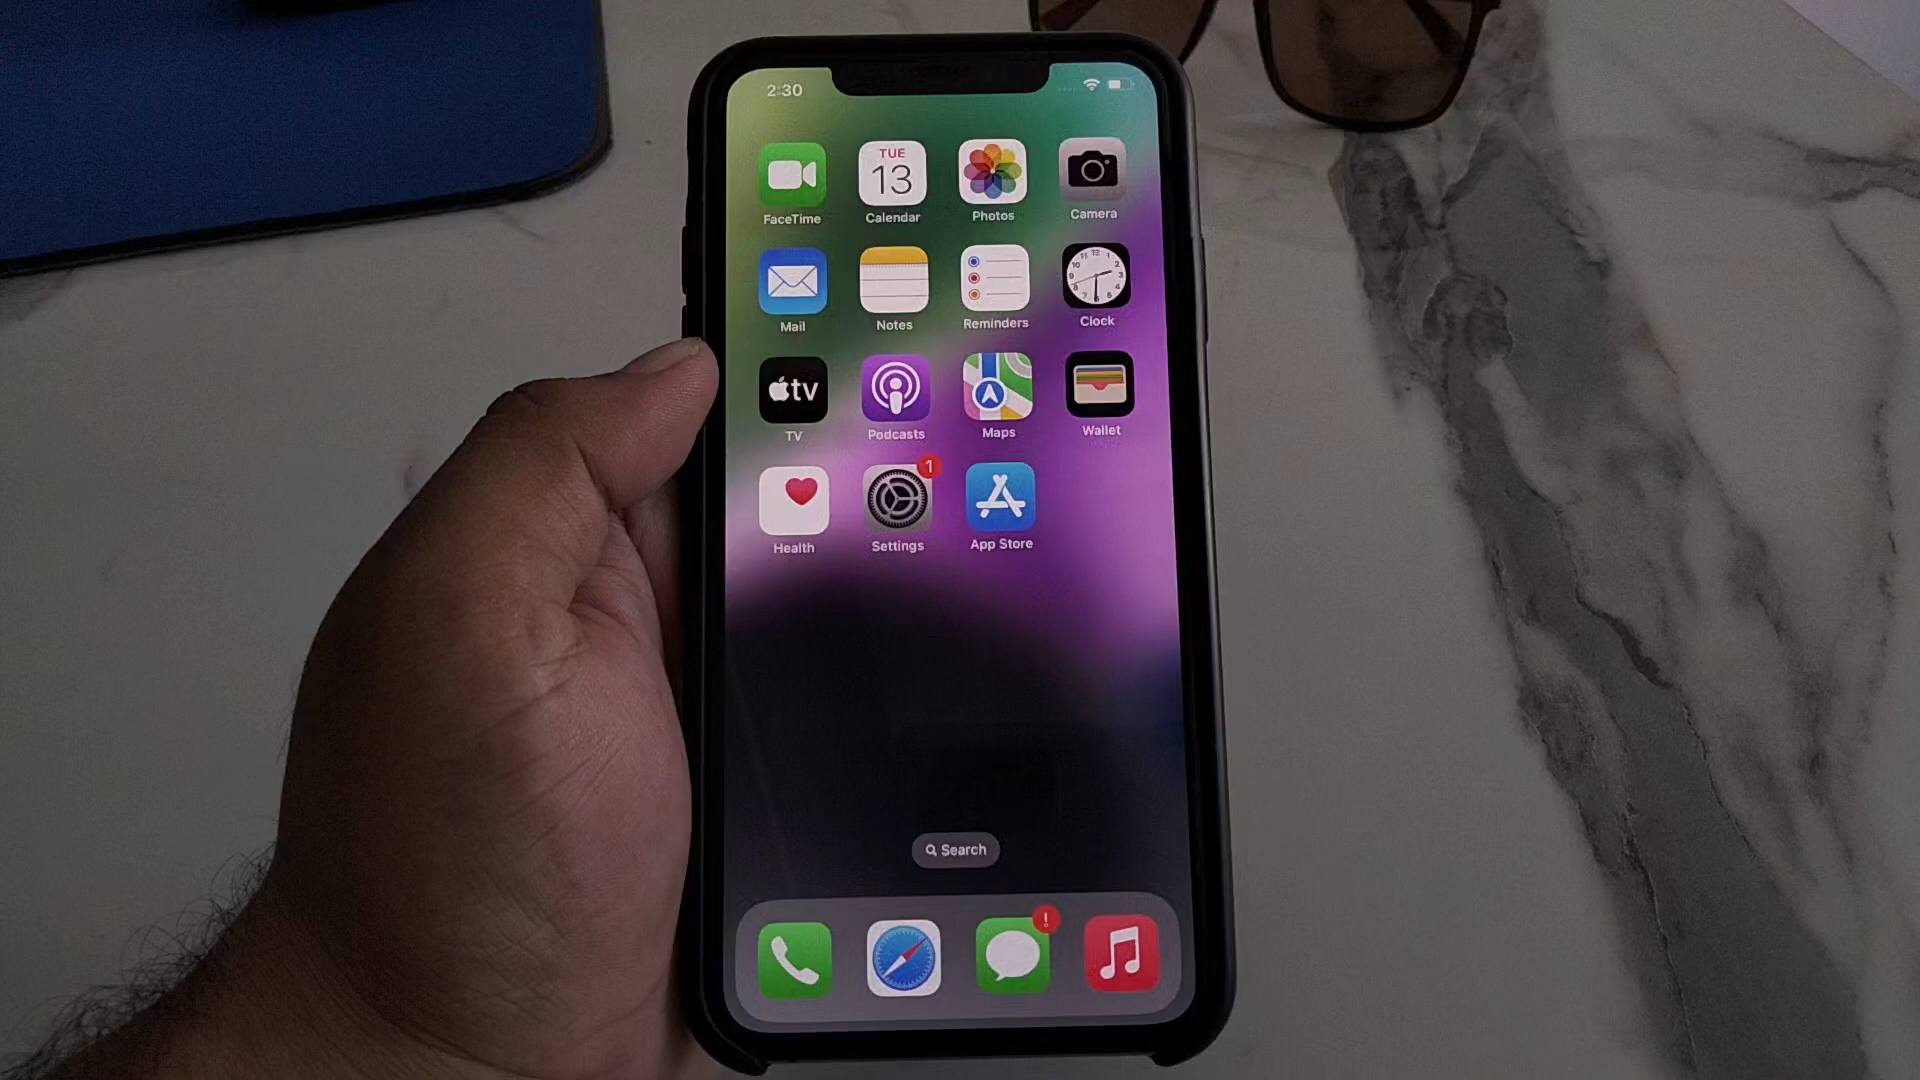 2:30
TUE
13
FaceTime
Calendar
Photos
Camera
Mail
Notes
Reminders
Clock
tv
1
TV
Podcasts
Maps
Wallet
Health
Settings
App Store
Search
!